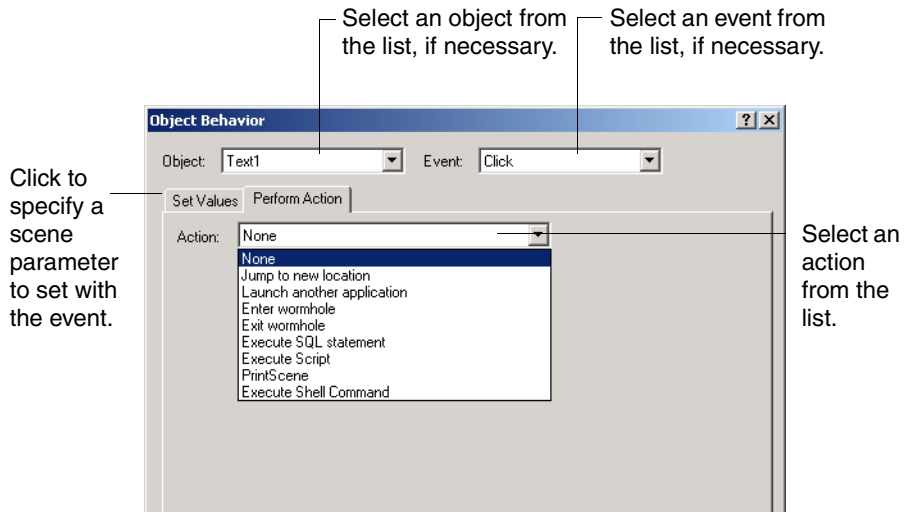 Select an object from
the list, if necessary.
Select an event from
the list, if necessary.
Object Behavior
Object: Text1
Event: Click
Click to
specify a
scene
parameter
to set with
the event.
Set Values
Perform Action
Action: None
None
Jump to new location
Launch another application
Enter wormhole
Exit wormhole
Execute SQL statement
Execute Script
PrintScene
Execute Shell Command
Select an
action
from the
list.